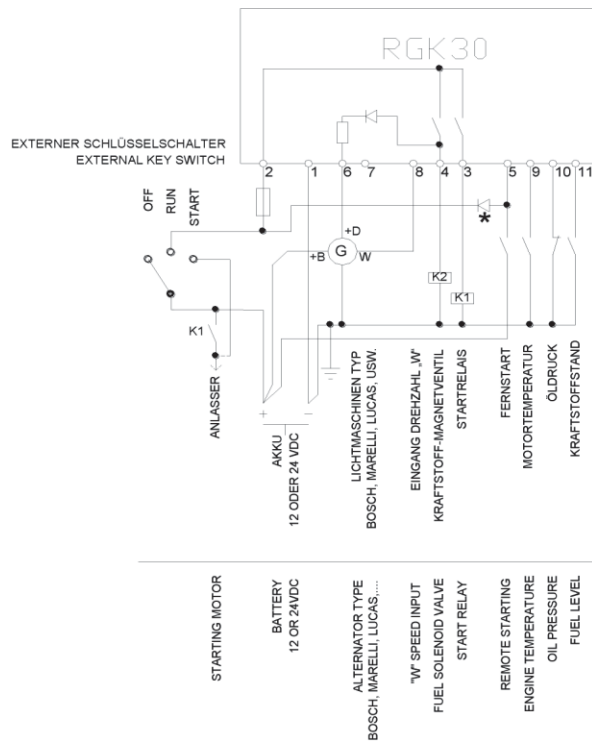 RGK30
EXTERNER SCHLÜSSELSCHALTER
EXTERNAL KEY SWITCH
2
1
6
7
8
4
3
5
9
10
11
OFF
RUN
START
*
+D
+B
G
W
K2
K1
K1
+
−
ANLASSER
AKKU
12 ODER 24 VDC
LICHTMASCHINEN TYP
BOSCH, MARELLI, LUCAS, USW.
EINGANG DREHZAHL „W“
KRAFTSTOFF-MAGNETVENTIL
STARTRELAIS
FERNSTART
MOTORTEMPERATUR
ÖLDRUCK
KRAFTSTOFFSTAND
STARTING MOTOR
BATTERY
12 OR 24VDC
ALTERNATOR TYPE
BOSCH, MARELLI, LUCAS,....
"W" SPEED INPUT
FUEL SOLENOID VALVE
START RELAY
REMOTE STARTING
ENGINE TEMPERATURE
OIL PRESSURE
FUEL LEVEL